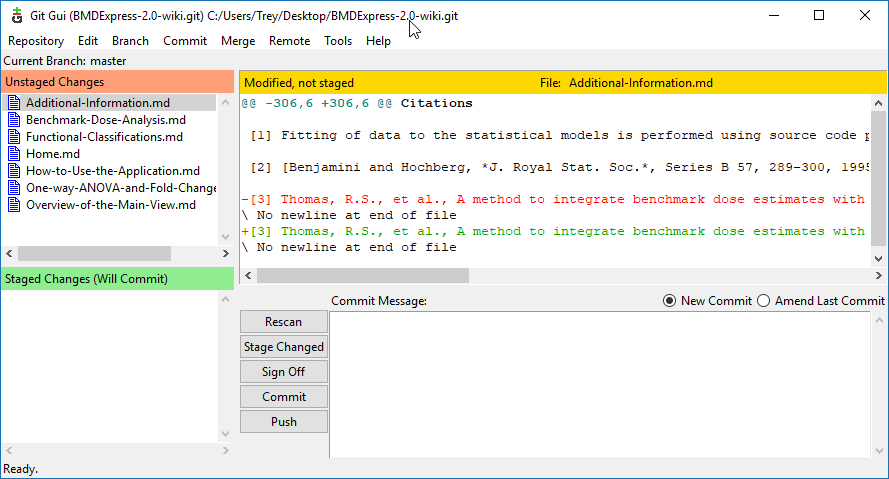 Git Gui (BMDExpress-2.0-wiki.git) C:/Users/Trey/Desktop/BMDExpress-2.0-wiki.git
Repository Edit Branch Commit Merge Remote Tools Help
Current Branch: master
Unstaged Changes
Additional-Information.md
Benchmark-Dose-Analysis.md
Functional-Classifications.md
Home.md
How-to-Use-the-Application.md
One-way-ANOVA-and-Fold-Change
Overview-of-the-Main-View.md
Staged Changes (Will Commit)
Modified, not staged File: Additional-Information.md
@@ -306,6 +306,6 @@ Citations
[1] Fitting of data to the statistical models is performed using source code p
[2] [Benjamini and Hochberg, *J. Royal Stat. Soc.*, Series B 57, 289-300, 1995
-[3] Thomas, R.S., et al., A method to integrate benchmark dose estimates with
\ No newline at end of file
+[3] Thomas, R.S., et al., A method to integrate benchmark dose estimates with
\ No newline at end of file
Commit Message: New Commit Amend Last Commit
Rescan
Stage Changed
Sign Off
Commit
Push
Ready.